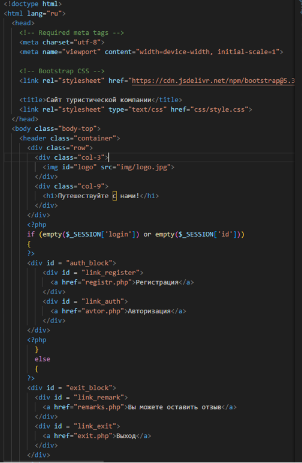 <!doctype html>
<html lang="ru">
<head>
<!-- Required meta tags -->
<meta charset="utf-8">
<meta name="viewport" content="width=device-width, initial-scale=1">
<!-- Bootstrap CSS -->
<link rel="stylesheet" href="https://cdn.jsdelivr.net/npm/bootstrap@5.3
<title>Сайт туристической компании</title>
<link rel="stylesheet" type="text/css" href="css/style.css">
</head>
<body class="body-top">
<header class="container">
<div class="row">
<div class="col-3">
<img id="logo" src="img/logo.jpg">
</div>
<div class="col-9">
<h1>Путешествуйте с нами!</h1>
</div>
<?php
if (empty($_SESSION['login']) or empty($_SESSION['id']))
{
?>
<div id = "auth_block">
<div id = "link_register">
<a href="registr.php">Регистрация</a>
</div>
<div id = "link_auth">
<a href="avtor.php">Авторизация</a>
</div>
</div>
<?php
}
else
{
?>
<div id = "exit_block">
<div id = "link_remark">
<a href="remarks.php">Вы можете оставить отзыв</a>
</div>
<div id = "link_exit">
<a href="exit.php">Выход</a>
</div>
</div>